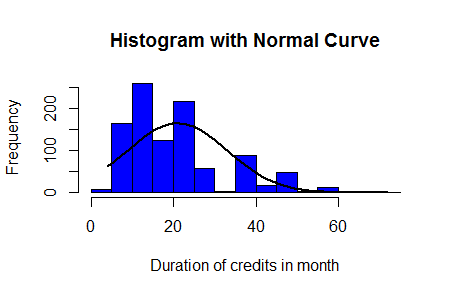 Histogram with Normal Curve
Frequency
200
100
0
0 20 40 60
Duration of credits in month